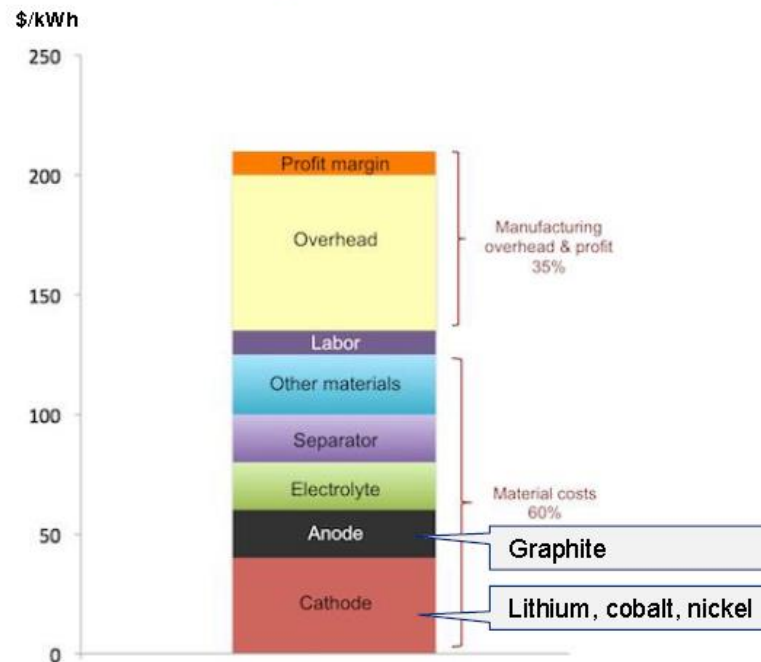 $/kWh
250
200
150
100
50
0
Profit margin
Overhead
Labor
Other materials
Separator
Electrolyte
Anode
Cathode
Manufacturing
overhead & profit
35%
Material costs
60%
Graphite
Lithium, cobalt, nickel